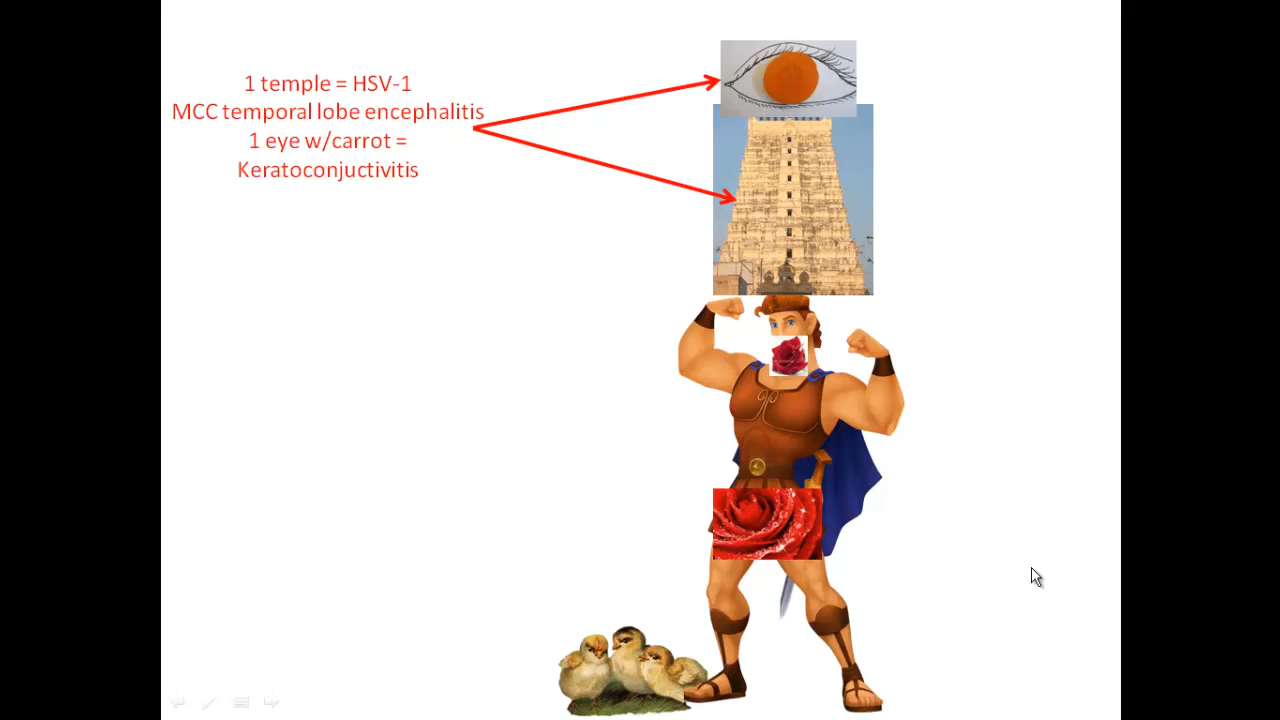 1 temple = HSV-1
MCC temporal lobe encephalitis
1 eye w/carrot =
Keratoconjuctivitis